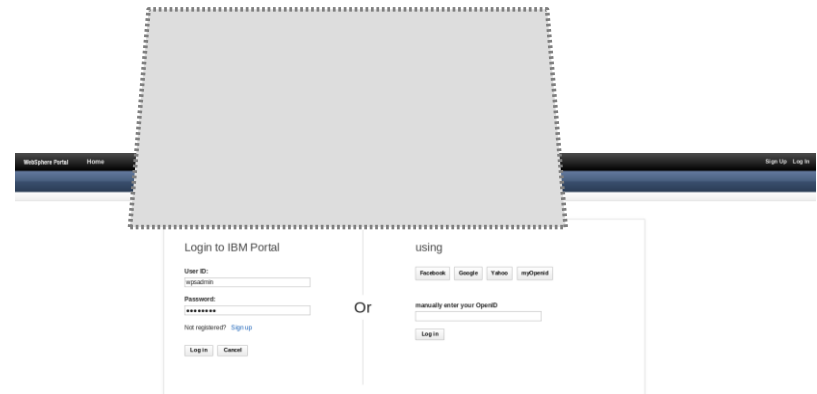 WebSphere Portal Home Sign Up Log In
Login to IBM Portal
User ID:
wpsadmin
Password:
••••••••
Not registered? Sign up
Log in Cancel
Or
using
Facebook Google Yahoo myOpenid
manually enter your OpenID
Log in